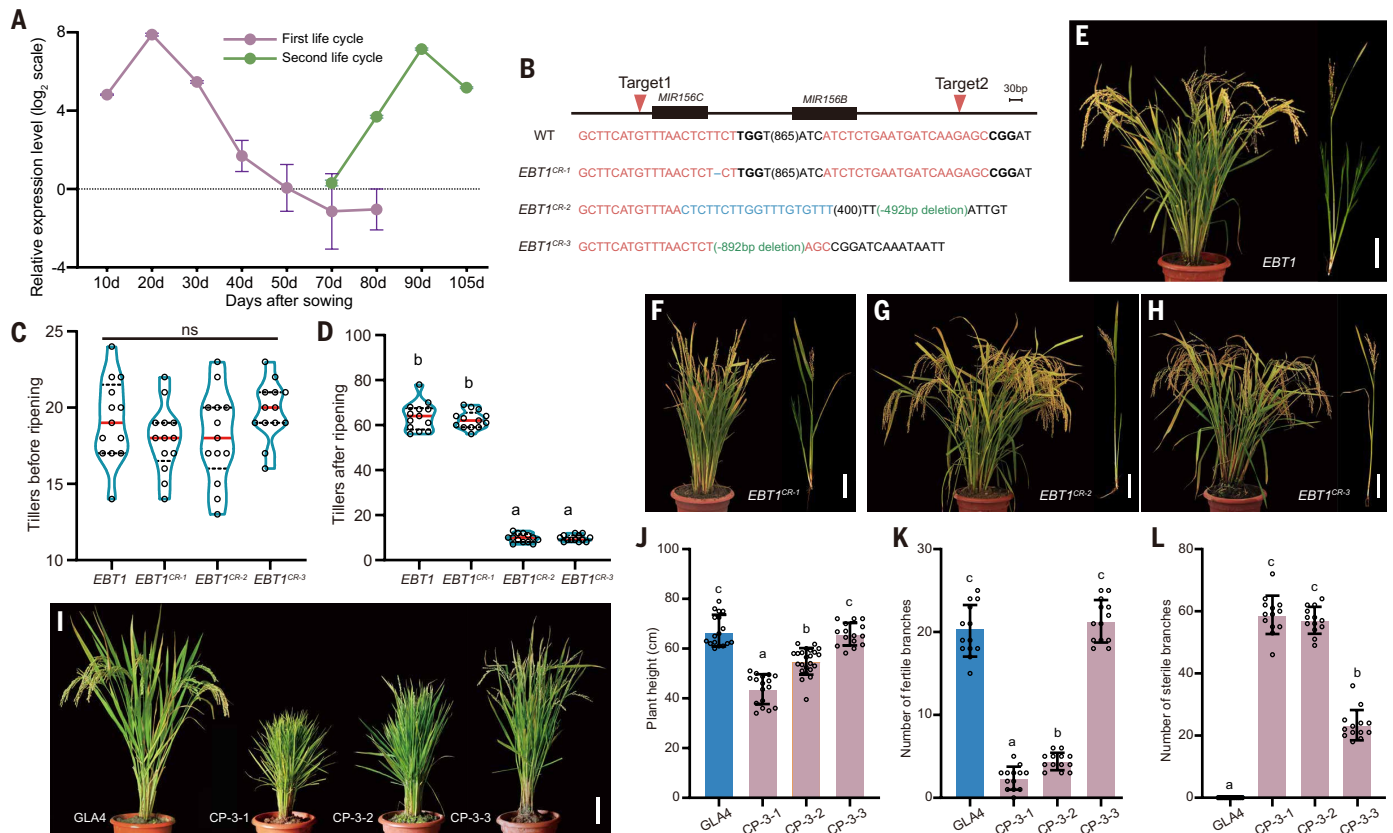 A
Relative expression level (log2 scale)
8
4
0
-4
First life cycle
Second life cycle
10d 20d 30d 40d 50d 70d 80d 90d 105d
Days after sowing
B
Target1 Target2
MIR156C MIR156B 30bp
WT GCTTCATGTTTAACTCTTCTTGGT(865)ATCATCTCTGAATGATCAAGAGCCGGAT
EBT1CR-1 GCTTCATGTTTAACTCT–CTTGGT(865)ATCATCTCTGAATGATCAAGAGCCGGAT
EBT1CR-2 GCTTCATGTTTAACTCTTCTTGGTTTGTGTTT(400)TT(-492bp deletion)ATTGT
EBT1CR-3 GCTTCATGTTTAACTCT(-892bp deletion)AGCCGGATCAAATAATT
C
Tillers before ripening
25
20
15
10
ns
EBT1 EBT1CR-1 EBT1CR-2 EBT1CR-3
D
Tillers after ripening
100
80
60
40
20
0
b b a a
EBT1 EBT1CR-1 EBT1CR-2 EBT1CR-3
E
EBT1
F
EBT1CR-1
G
EBT1CR-2
H
EBT1CR-3
I
GLA4 CP-3-1 CP-3-2 CP-3-3
J
Plant height (cm)
100
80
60
40
20
0
c a b c
GLA4 CP-3-1 CP-3-2 CP-3-3
K
Number of fertile branches
30
20
10
0
c a b c
GLA4 CP-3-1 CP-3-2 CP-3-3
L
Number of sterile branches
80
60
40
20
0
a c c b
GLA4 CP-3-1 CP-3-2 CP-3-3